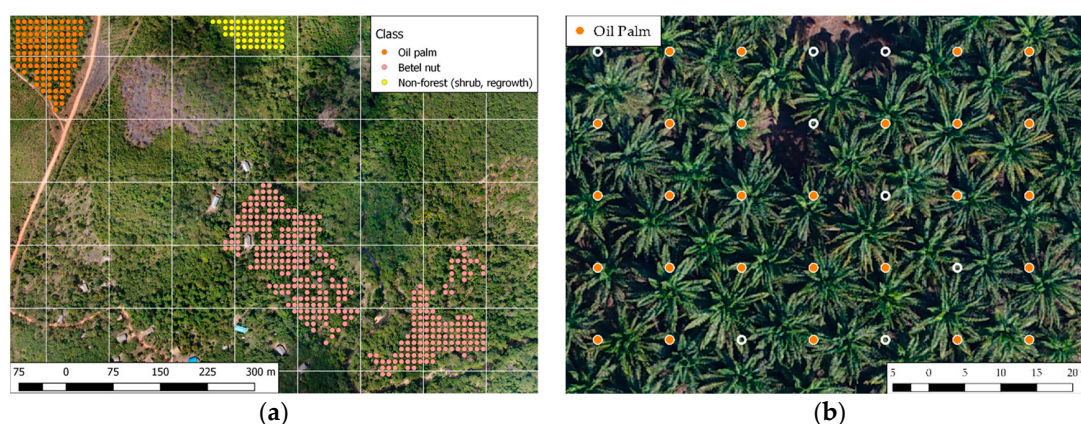 Class
Oil palm
Betel nut
Non-forest (shrub, regrowth)
75 0 75 150 225 300 m
Oil Palm
5 0 5 10 15 20
(a)
(b)